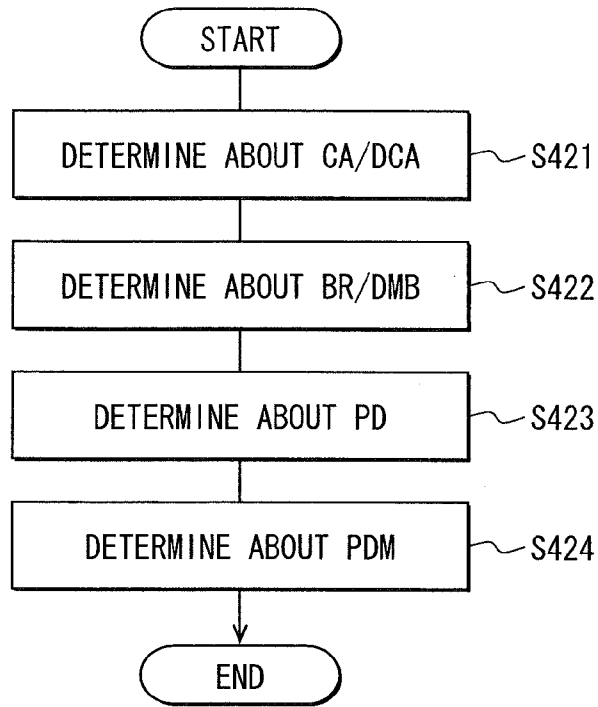 START
DETERMINE ABOUT CA/DCA
S421
DETERMINE ABOUT BR/DMB
S422
DETERMINE ABOUT PD
S423
DETERMINE ABOUT PDM
S424
END